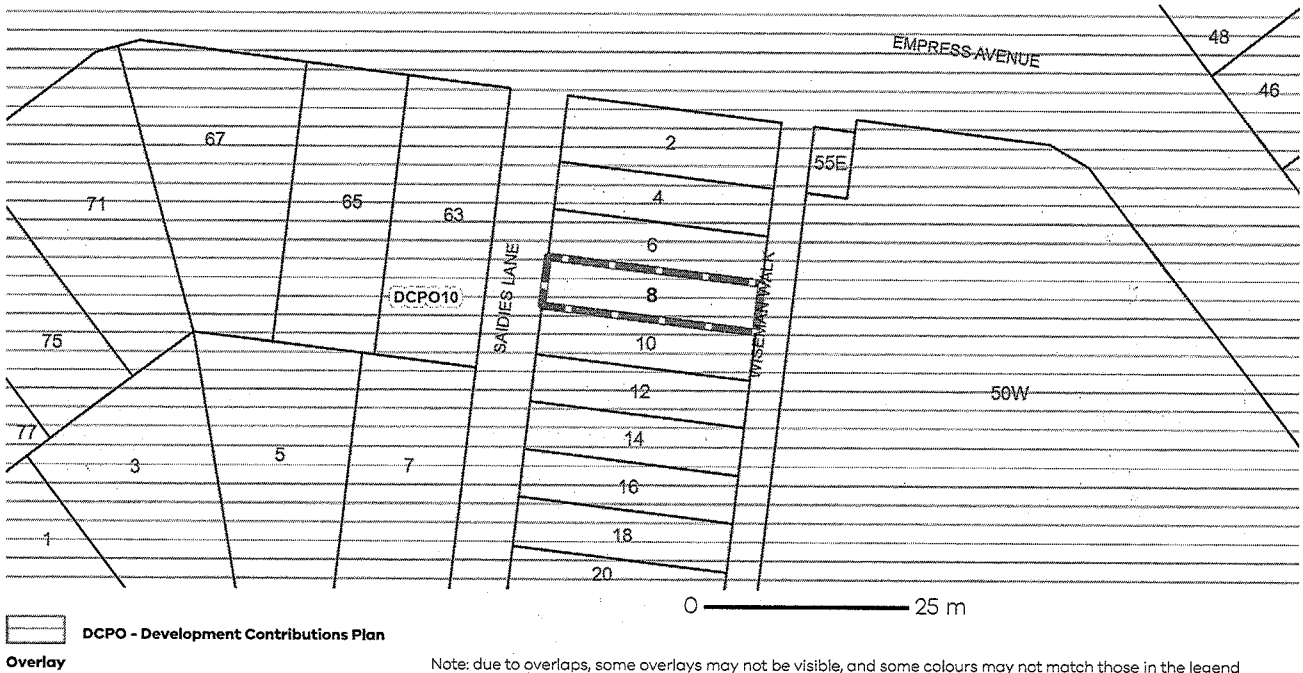 EMPRESS AVENUE
48
46
67
2
55E
71
65
63
4
6
SAIDIES LANE
WISEMAN WALK
DCPO10
8
75
10
12
50W
77
3
5
7
14
16
1
18
20
0 25 m
DCPO - Development Contributions Plan
Overlay
Note: due to overlaps, some overlays may not be visible, and some colours may not match those in the legend